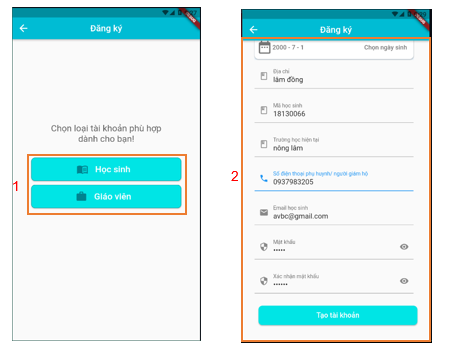 Đăng ký
Chọn loại tài khoản phù hợp
dành cho bạn!
1
Học sinh
Giáo viên
2
Đăng ký
2000 - 7 - 1
Chọn ngày sinh
Địa chỉ
lâm đồng
Mã học sinh
18130066
Trường học hiện tại
nông lâm
Số điện thoại phụ huynh/ người giám hộ
0937983205
Email học sinh
avbc@gmail.com
Mật khẩu
•••••
Xác nhận mật khẩu
••••••
Tạo tài khoản